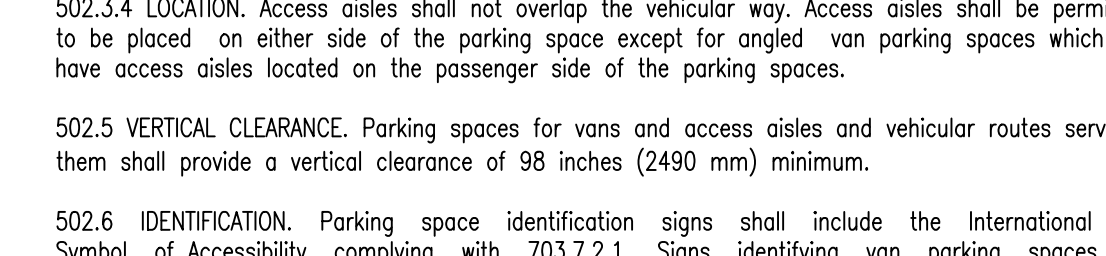 502.3.4 LOCATION. Access aisles shall not overlap the vehicular way. Access aisles shall be perm
to be placed on either side of the parking space except for angled van parking spaces which
have access aisles located on the passenger side of the parking spaces.
502.5 VERTICAL CLEARANCE. Parking spaces for vans and access aisles and vehicular routes serv
them shall provide a vertical clearance of 98 inches (2490 mm) minimum.
502.6 IDENTIFICATION. Parking space identification signs shall include the International
Symbol of Accessibility complying with 703.7.2.1. Signs identifying van parking spaces